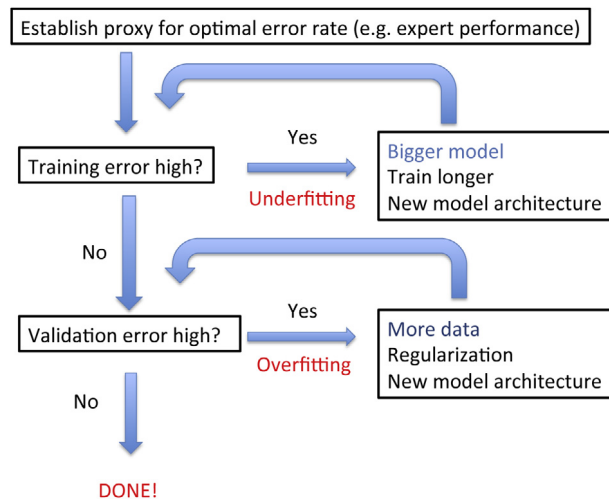 Establish proxy for optimal error rate (e.g. expert performance)
Yes
Training error high?
Underfitting
Bigger model
Train longer
New model architecture
No
Yes
Validation error high?
Overfitting
More data
Regularization
New model architecture
No
DONE!